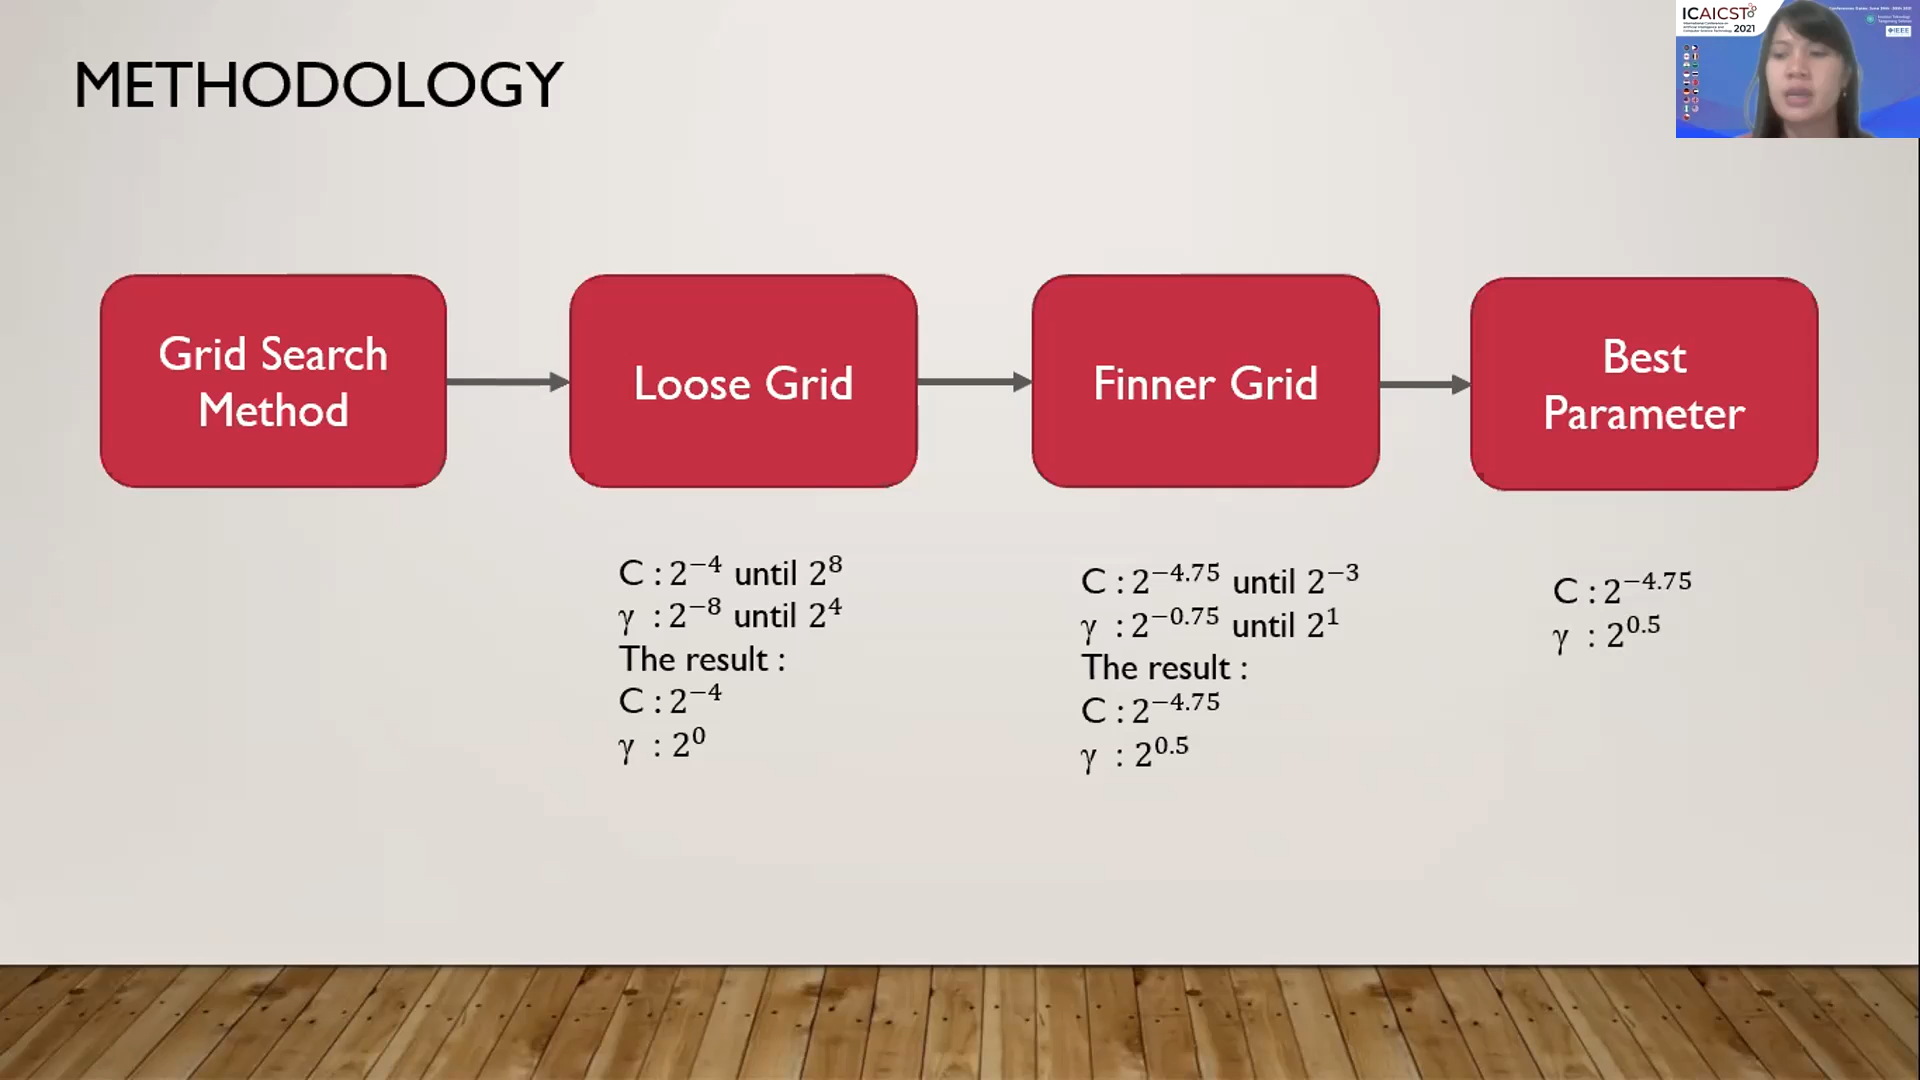 METHODOLOGY
ICAICST
2021
IEEE
Grid Search
Method
Loose Grid
Finner Grid
Best
Parameter
C : 2⁻⁴ until 2⁸
γ : 2⁻⁸ until 2⁴
The result :
C : 2⁻⁴
γ : 2⁰
C : 2^−4.75 until 2⁻³
γ : 2^−0.75 until 2¹
The result :
C : 2^−4.75
γ : 2^0.5
C : 2^−4.75
γ : 2^0.5